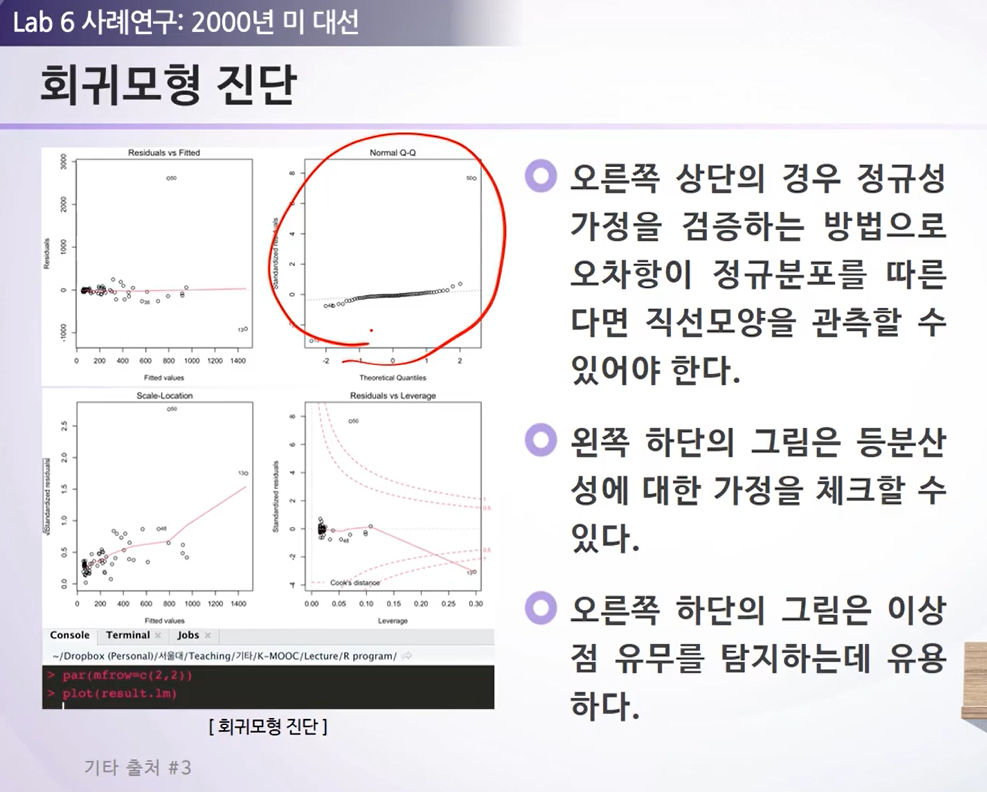 Lab 6 사례연구: 2000년 미 대선
회귀모형 진단
Residuals vs Fitted
3000
2000
1000
0
-1000
Residuals
50
36
13
0 200 400 600 800 1000 1200 1400
Fitted values
Normal Q-Q
8
4
2
0
Standardized residuals
50
48
-2 -1 0 1 2
Theoretical Quantiles
Scale-Location
2.5
2.0
1.5
1.0
0.5
0.0
√|Standardized residuals|
50
13
48
0 200 400 600 800 1000 1200 1400
Fitted values
Residuals vs Leverage
8
6
4
2
0
-2
-4
Standardized residuals
50
48
13
1
0.5
0.5
1
Cook's distance
0.00 0.05 0.10 0.15 0.20 0.25 0.30
Leverage
Console Terminal × Jobs ×
~/Dropbox (Personal)/서울대/Teaching/기타/K-MOOC/Lecture/R program/
> par(mfrow=c(2,2))
> plot(result.lm)
[ 회귀모형 진단 ]
기타 출처 #3
오른쪽 상단의 경우 정규성
가정을 검증하는 방법으로
오차항이 정규분포를 따른
다면 직선모양을 관측할 수
있어야 한다.
왼쪽 하단의 그림은 등분산
성에 대한 가정을 체크할 수
있다.
오른쪽 하단의 그림은 이상
점 유무를 탐지하는데 유용
하다.